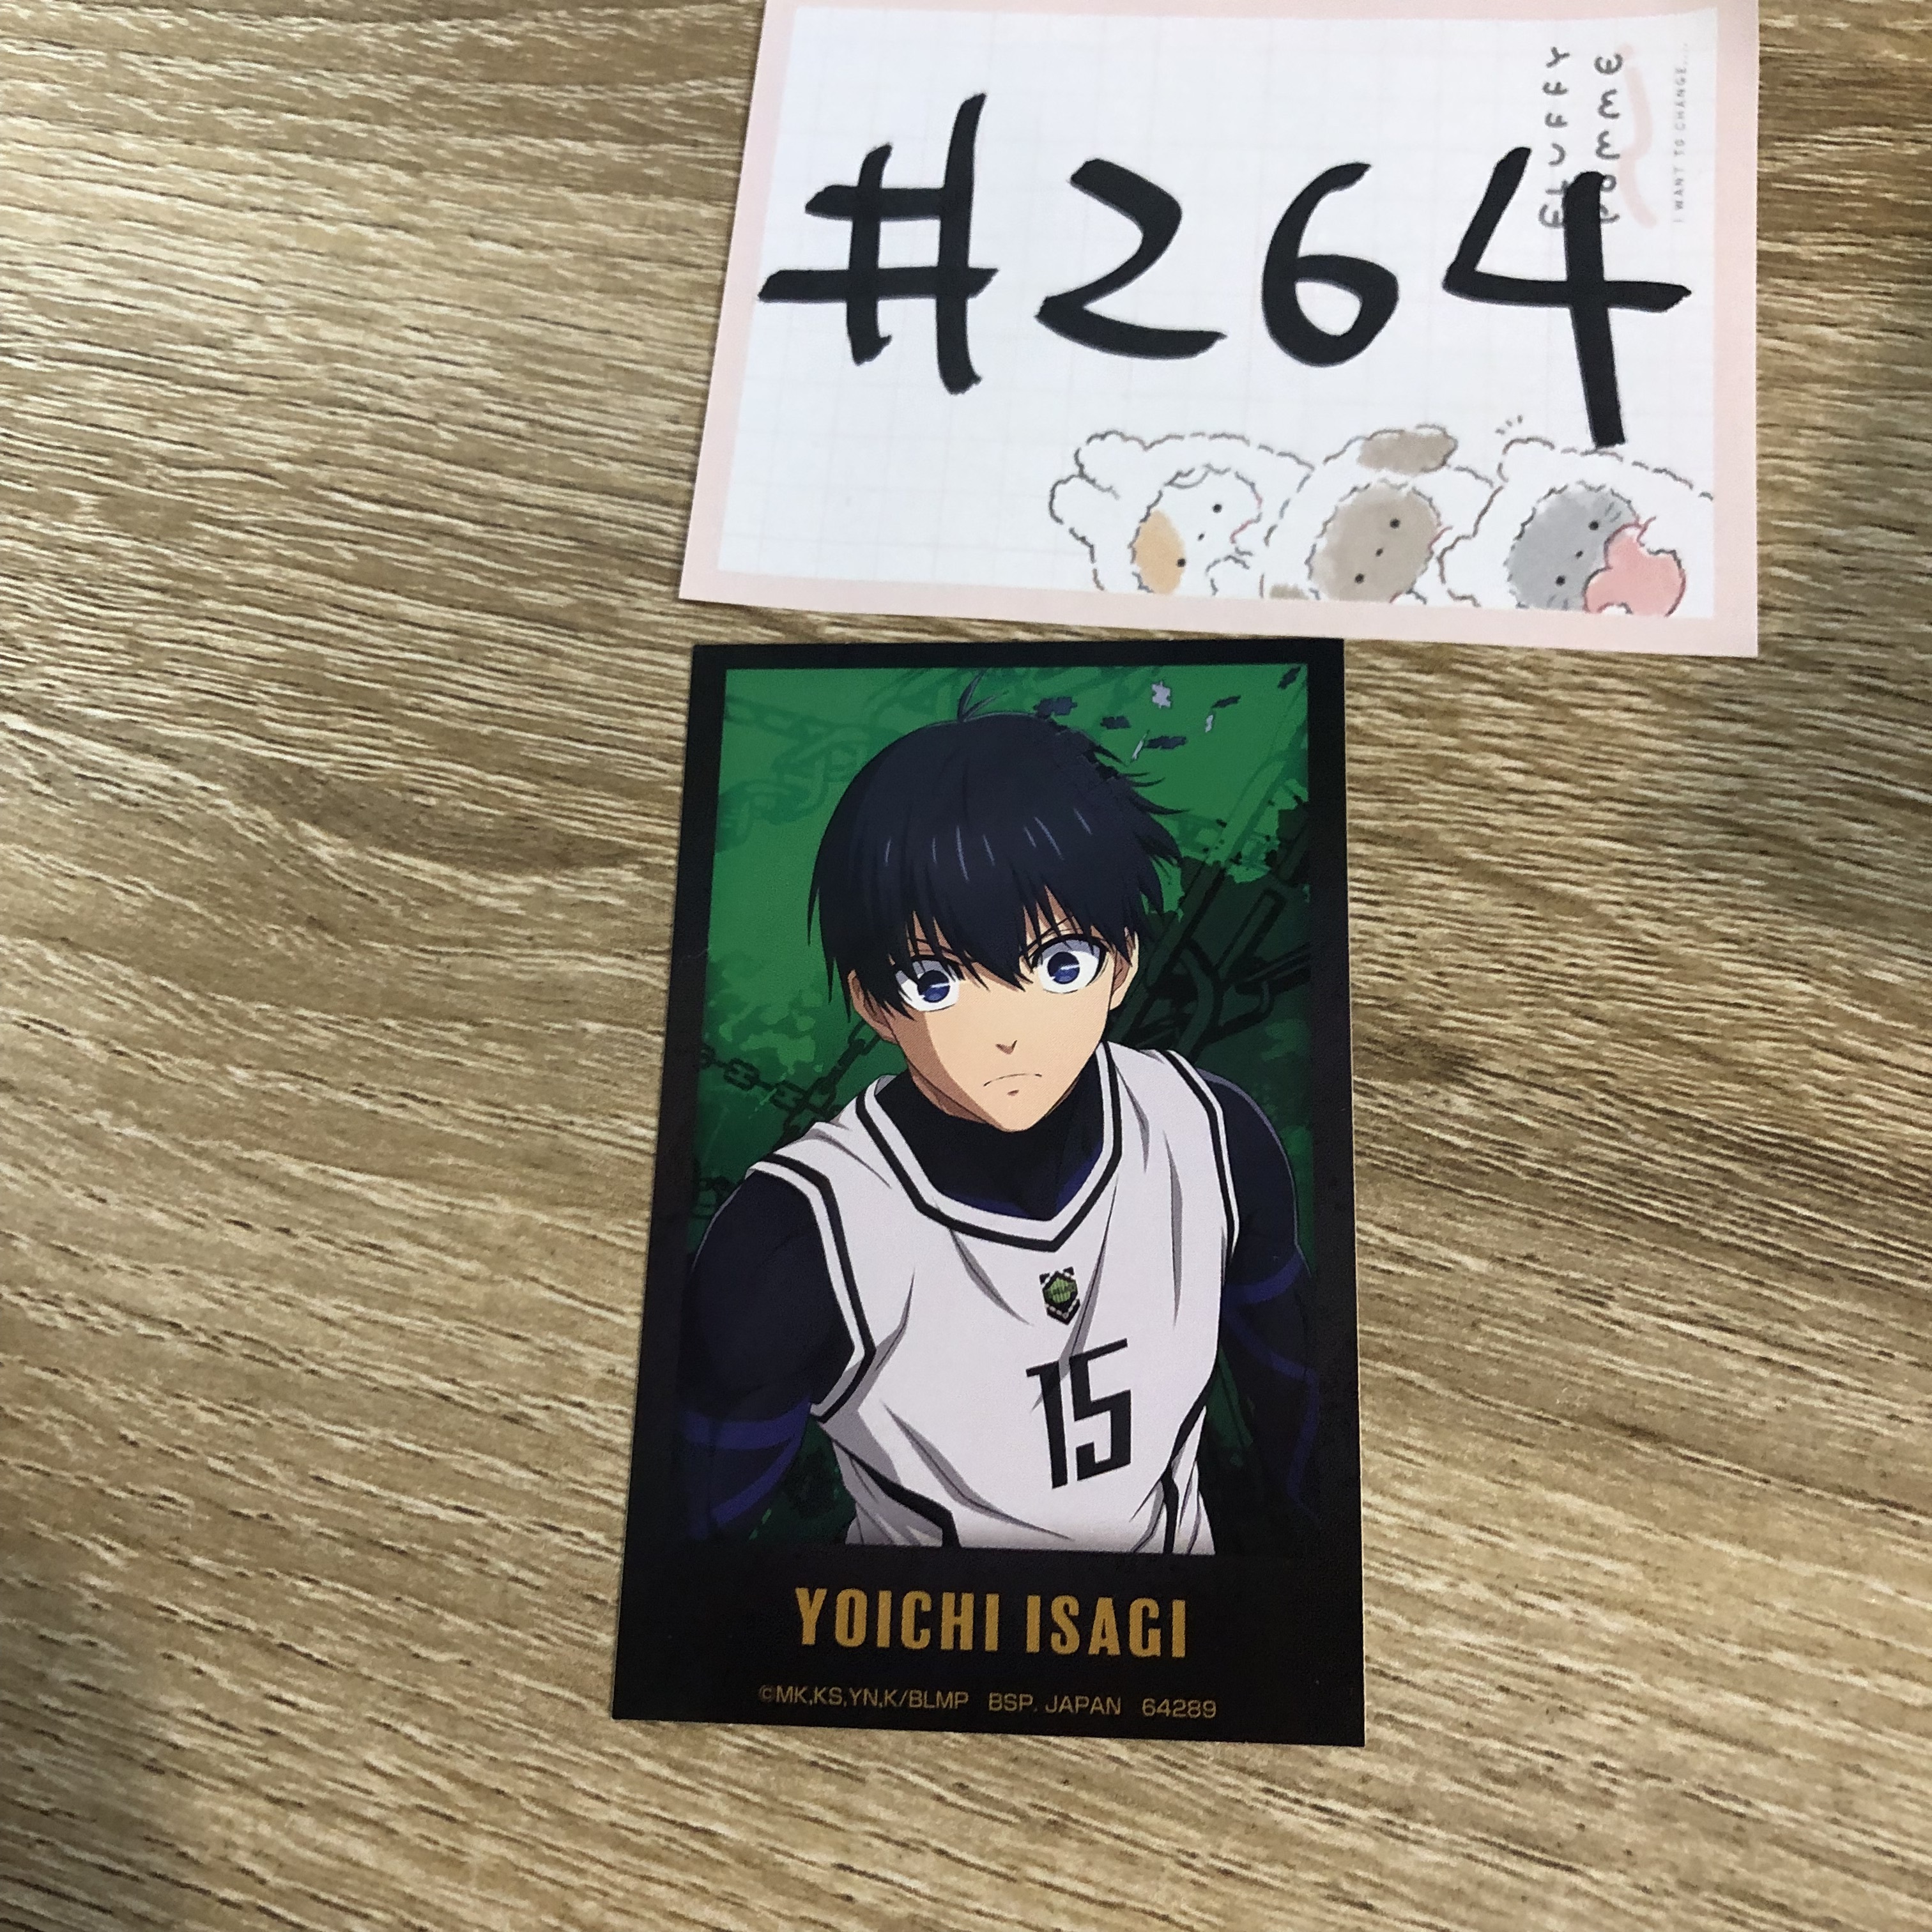 #264
FLUFFY
POMME
I WANT TO CHANGE...
15
YOICHI ISAGI
©MK,KS,YN,K/BLMP BSP. JAPAN 64289